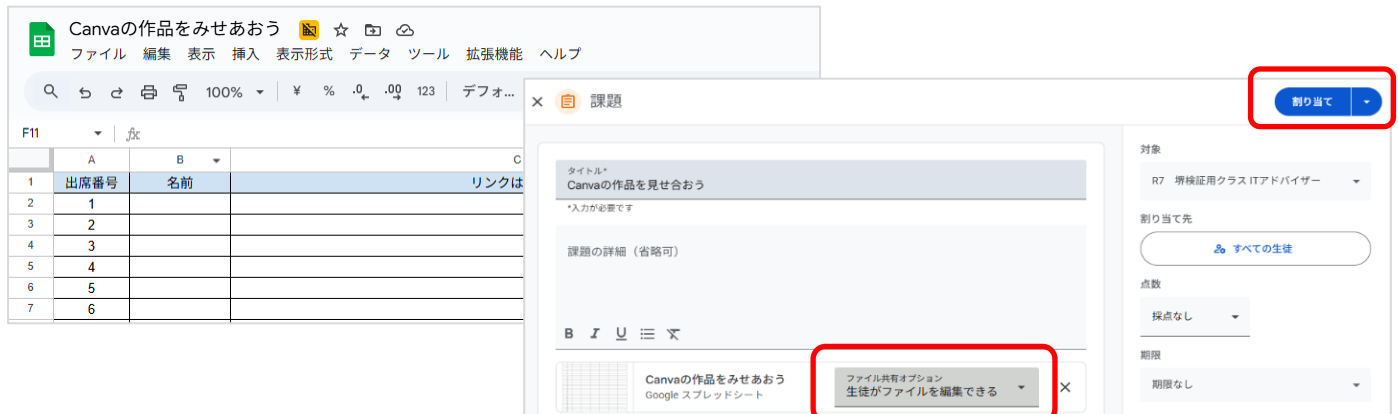 Canvaの作品をみせあおう
ファイル 編集 表示 挿入 表示形式 データ ツール 拡張機能 ヘルプ
100% ¥ % .0 .00 123 デフォ...
F11 fx
A B C
1 出席番号 名前 リンクは
2 1
3 2
4 3
5 4
6 5
7 6
課題
割り当て
タイトル*
Canvaの作品を見せ合おう
*入力が必要です
課題の詳細（省略可）
B I U
Canvaの作品をみせあおう
Google スプレッドシート
ファイル共有オプション
生徒がファイルを編集できる
対象
R7 堺検証用クラス ITアドバイザー
割り当て先
すべての生徒
点数
採点なし
期限
期限なし